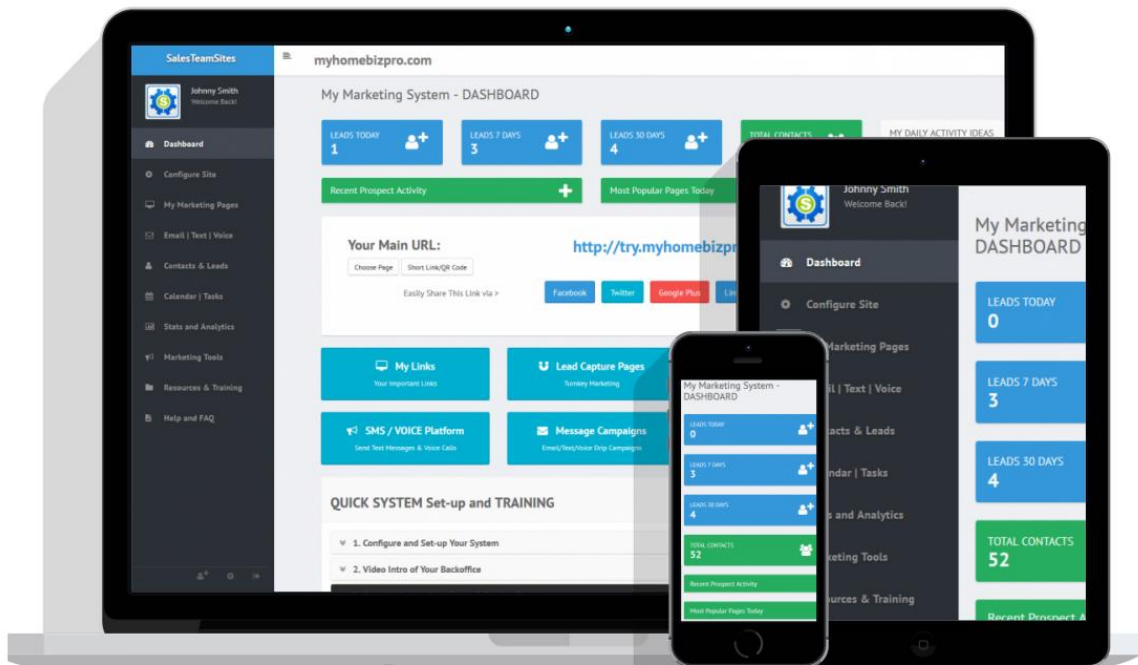 SalesTeamSites
myhomebizpro.com
Johnny Smith
Welcome Back!
Dashboard
Configure Site
My Marketing Pages
Email | Text | Voice
Contacts & Leads
Calendar | Tasks
Stats and Analytics
Marketing Tools
Resources & Training
Help and FAQ
My Marketing System - DASHBOARD
LEADS TODAY
1
LEADS 7 DAYS
3
LEADS 30 DAYS
4
TOTAL CONTACTS
MY DAILY ACTIVITY IDEAS
Recent Prospect Activity
Most Popular Pages Today
Your Main URL:
http://try.myhomebizpr
Choose Page
Short Link/QR Code
Easily Share This Link via >
Facebook
Twitter
Google Plus
My Links
Your Important Links
Lead Capture Pages
Turnkey Marketing
SMS / VOICE Platform
Send Text Messages & Voice Calls
Message Campaigns
Email/Text/Voice Drip Campaigns
QUICK SYSTEM Set-up and TRAINING
1. Configure and Set-up Your System
2. Video Intro of Your Backoffice
Johnny Smith
Welcome Back!
Dashboard
Configure Site
Marketing Pages
il | Text | Voice
acts & Leads
ndar | Tasks
s and Analytics
keting Tools
ources & Training
My Marketing
DASHBOARD
LEADS TODAY
0
LEADS 7 DAYS
3
LEADS 30 DAYS
4
TOTAL CONTACTS
52
Recent Prospect A
My Marketing System -
DASHBOARD
LEADS TODAY
0
LEADS 7 DAYS
3
LEADS 30 DAYS
4
TOTAL CONTACTS
52
Recent Prospect Activity
Most Popular Pages Today